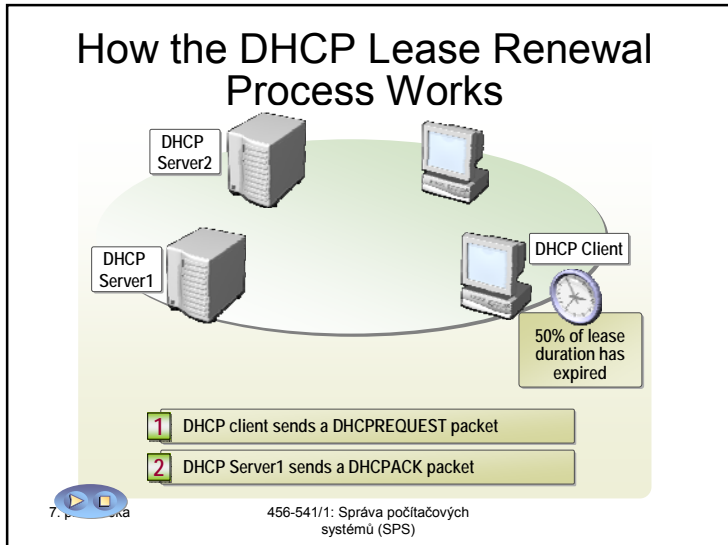 How the DHCP Lease Renewal
Process Works
DHCP
Server2
DHCP
Server1
DHCP Client
50% of lease
duration has
expired
1 DHCP client sends a DHCPREQUEST packet
2 DHCP Server1 sends a DHCPACK packet
7.
456-541/1: Správa počítačových
systémů (SPS)